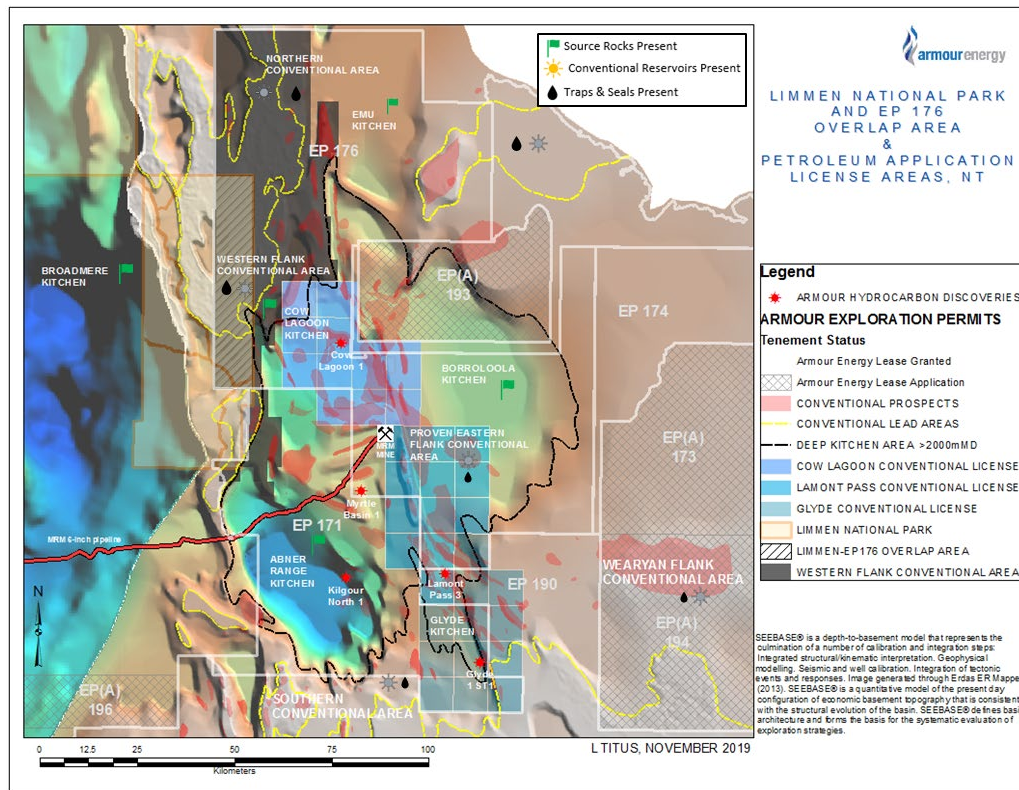 Source Rocks Present
Conventional Reservoirs Present
Traps & Seals Present
armourenergy
LIMMEN NATIONAL PARK
AND EP 176
OVERLAP AREA
&
PETROLEUM APPLICATION
LICENSE AREAS, NT
NORTHERN
CONVENTIONAL AREA
EMU
KITCHEN
EP 176
BROADMERE
KITCHEN
WESTERN FLANK
CONVENTIONAL AREA
EP(A)
193
EP 174
COW
LAGOON
KITCHEN
Cow
Lagoon 1
BORROLOOLA
KITCHEN
MRM
MINE
PROVEN EASTERN
FLANK CONVENTIONAL
AREA
EP(A)
173
Myrtle
Basin 1
EP 171
MRM 6-inch pipeline
ABNER
RANGE
KITCHEN
Kilgour
North 1
Lamont
Pass 3
EP 190
WEARYAN FLANK
CONVENTIONAL AREA
GLYDE
KITCHEN
EP(A)
194
Glyde
1 ST1
EP(A)
196
SOUTHERN
CONVENTIONAL AREA
N
Legend
ARMOUR HYDROCARBON DISCOVERIES
ARMOUR EXPLORATION PERMITS
Tenement Status
Armour Energy Lease Granted
Armour Energy Lease Application
CONVENTIONAL PROSPECTS
CONVENTIONAL LEAD AREAS
DEEP KITCHEN AREA >2000mMD
COW LAGOON CONVENTIONAL LICENSE
LAMONT PASS CONVENTIONAL LICENSE
GLYDE CONVENTIONAL LICENSE
LIMMEN NATIONAL PARK
LIMMEN-EP176 OVERLAP AREA
WESTERN FLANK CONVENTIONAL AREA
SEEBASE® is a depth-to-basement model that represents the
culmination of a number of calibration and integration steps:
Integrated structural/kinematic interpretation. Geophysical
modelling. Seismic and well calibration. Integration of tectonic
events and responses. Image generated through Erdas ER Mappe
(2013). SEEBASE® is a quantitative model of the present day
configuration of economic basement topography that is consistent
with the structural evolution of the basin. SEEBASE® defines basi
architecture and forms the basis for the systematic evaluation of
exploration strategies.
0 12.5 25 50 75 100
Kilometers
L TITUS, NOVEMBER 2019